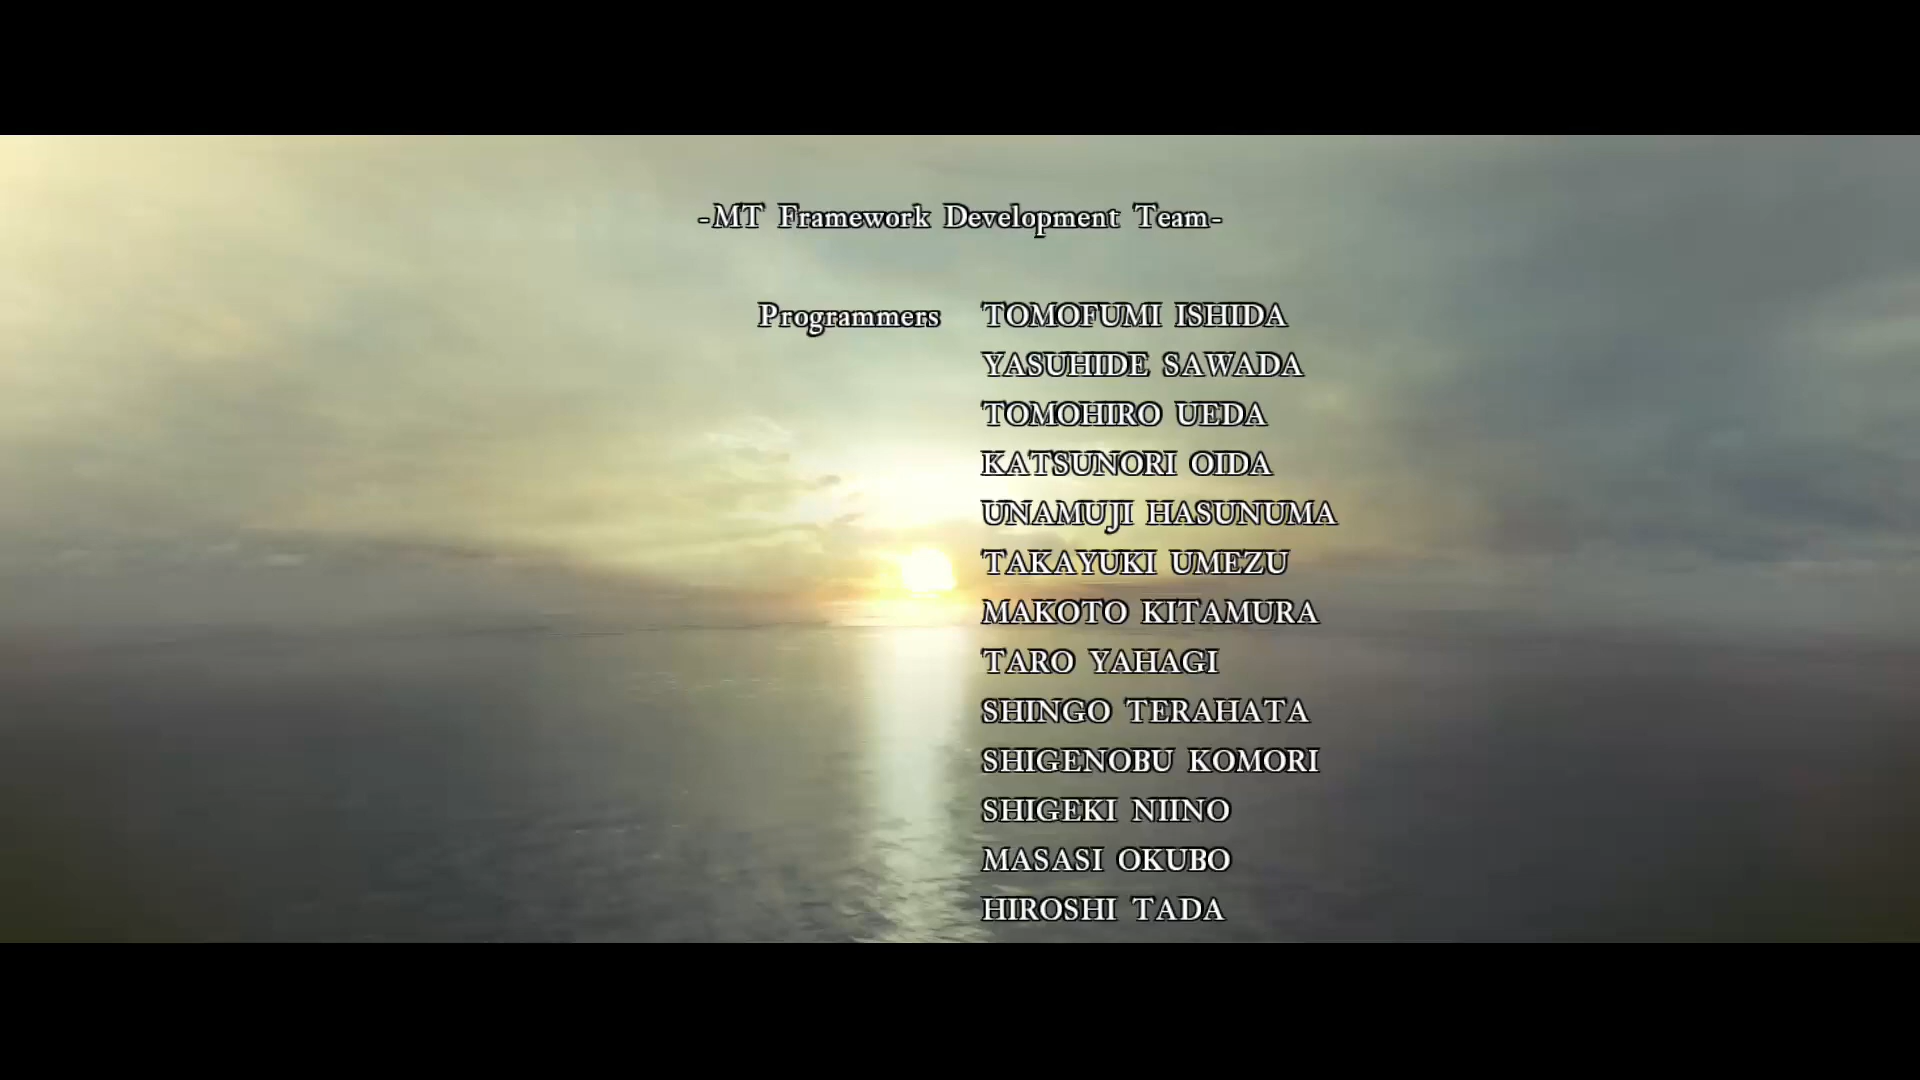 -MT Framework Development Team-
Programmers TOMOFUMI ISHIDA
YASUHIDE SAWADA
TOMOHIRO UEDA
KATSUNORI OIDA
UNAMUJI HASUNUMA
TAKAYUKI UMEZU
MAKOTO KITAMURA
TARO YAHAGI
SHINGO TERAHATA
SHIGENOBU KOMORI
SHIGEKI NIINO
MASASI OKUBO
HIROSHI TADA